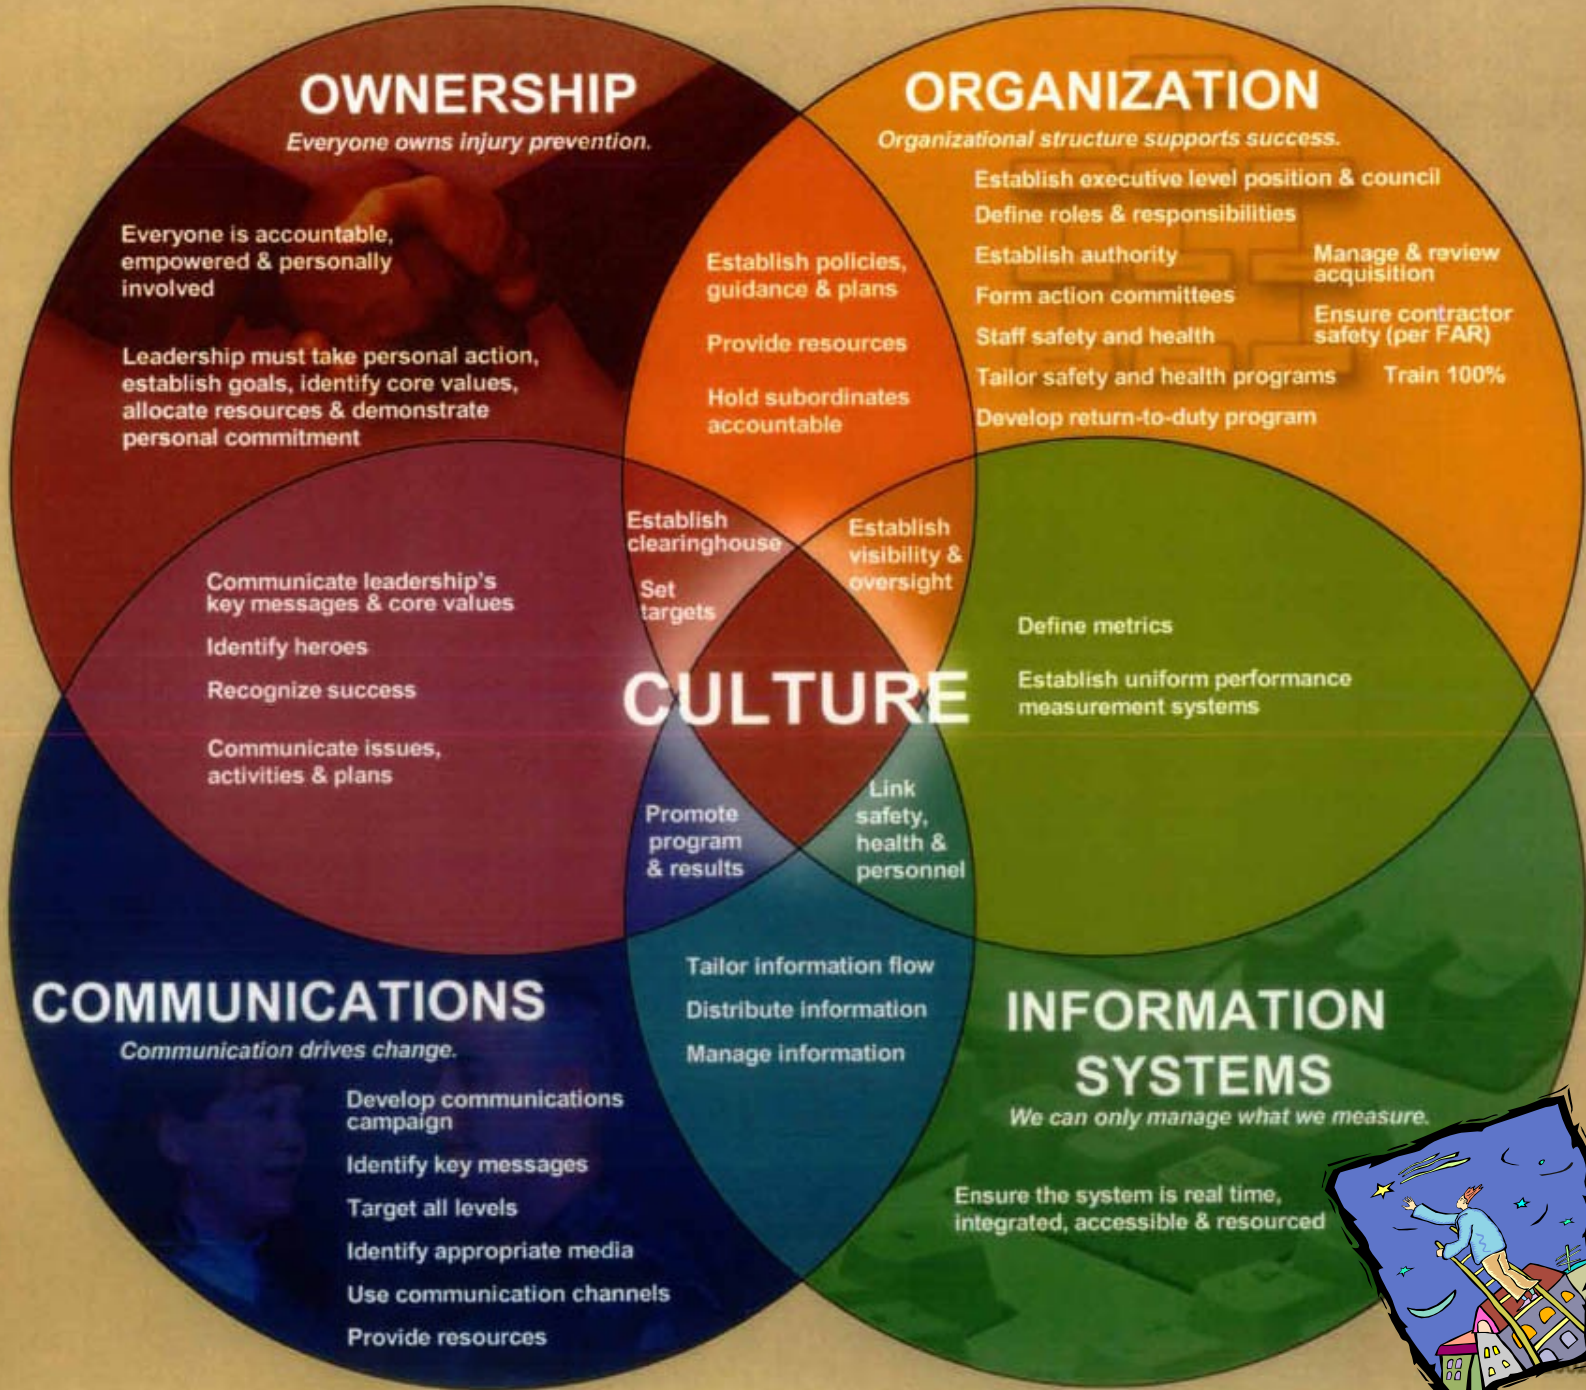 OWNERSHIP
Everyone owns injury prevention.
Everyone is accountable,
empowered & personally
involved
Leadership must take personal action,
establish goals, identify core values,
allocate resources & demonstrate
personal commitment
Establish policies,
guidance & plans
Provide resources
Hold subordinates
accountable
ORGANIZATION
Organizational structure supports success.
Establish executive level position & council
Define roles & responsibilities
Establish authority
Form action committees
Staff safety and health
Tailor safety and health programs
Develop return-to-duty program
Manage & review
acquisition
Ensure contractor
safety (per FAR)
Train 100%
Establish
clearinghouse
Set
targets
Establish
visibility &
oversight
Communicate leadership's
key messages & core values
Identify heroes
Recognize success
Communicate issues,
activities & plans
CULTURE
Define metrics
Establish uniform performance
measurement systems
Promote
program
& results
Link
safety,
health &
personnel
COMMUNICATIONS
Communication drives change.
Develop communications
campaign
Identify key messages
Target all levels
Identify appropriate media
Use communication channels
Provide resources
Tailor information flow
Distribute information
Manage information
INFORMATION
SYSTEMS
We can only manage what we measure.
Ensure the system is real time,
integrated, accessible & resourced